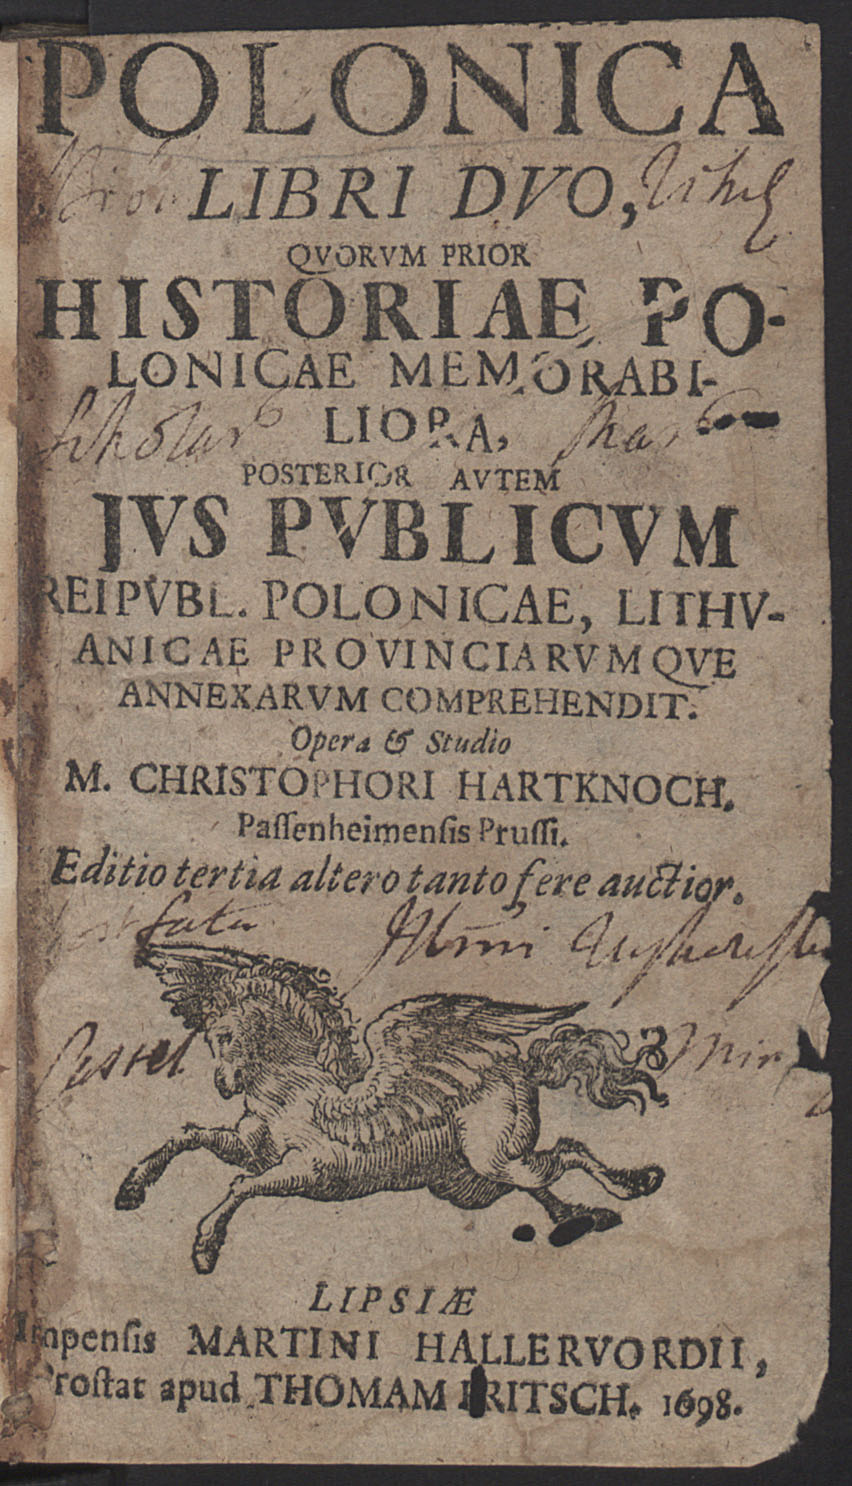 POLONICA
LIBRI DVO,
QVORVM PRIOR
HISTORIAE PO-
LONICAE MEMORABI-
LIORA,
POSTERIOR AVTEM
JVS PVBLICVM
REIPVBL. POLONICAE, LITHV-
ANICAE PROVINCIARVMQVE
ANNEXARVM COMPREHENDIT.
Opera & Studio
M. CHRISTOPHORI HARTKNOCH.
Paſſenheimenſis Pruſſi.
Editio tertia altero tanto fere auctior.
fata
LIPSIÆ
Impenſis MARTINI HALLERVORDII,
Proſtat apud THOMAM FRITSCH. 1698.